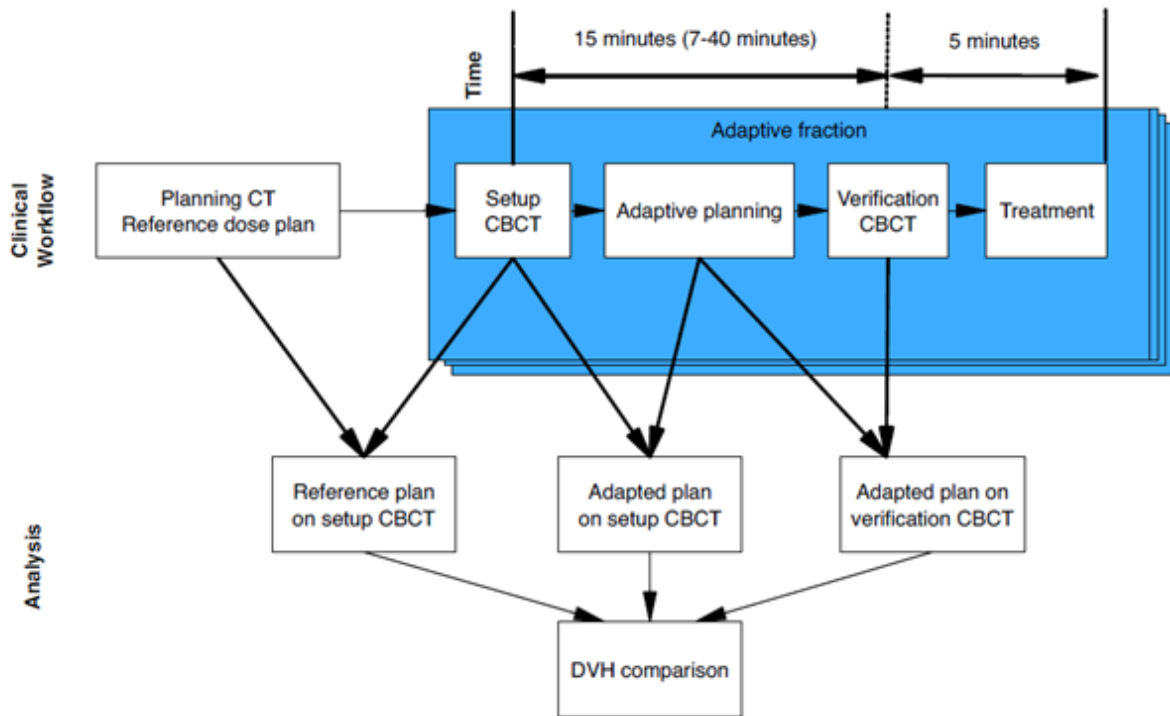 15 minutes (7-40 minutes)
5 minutes
Time
Adaptive fraction
Clinical
Workflow
Planning CT
Reference dose plan
Setup
CBCT
Adaptive planning
Verification
CBCT
Treatment
Analysis
Reference plan
on setup CBCT
Adapted plan
on setup CBCT
Adapted plan on
verification CBCT
DVH comparison